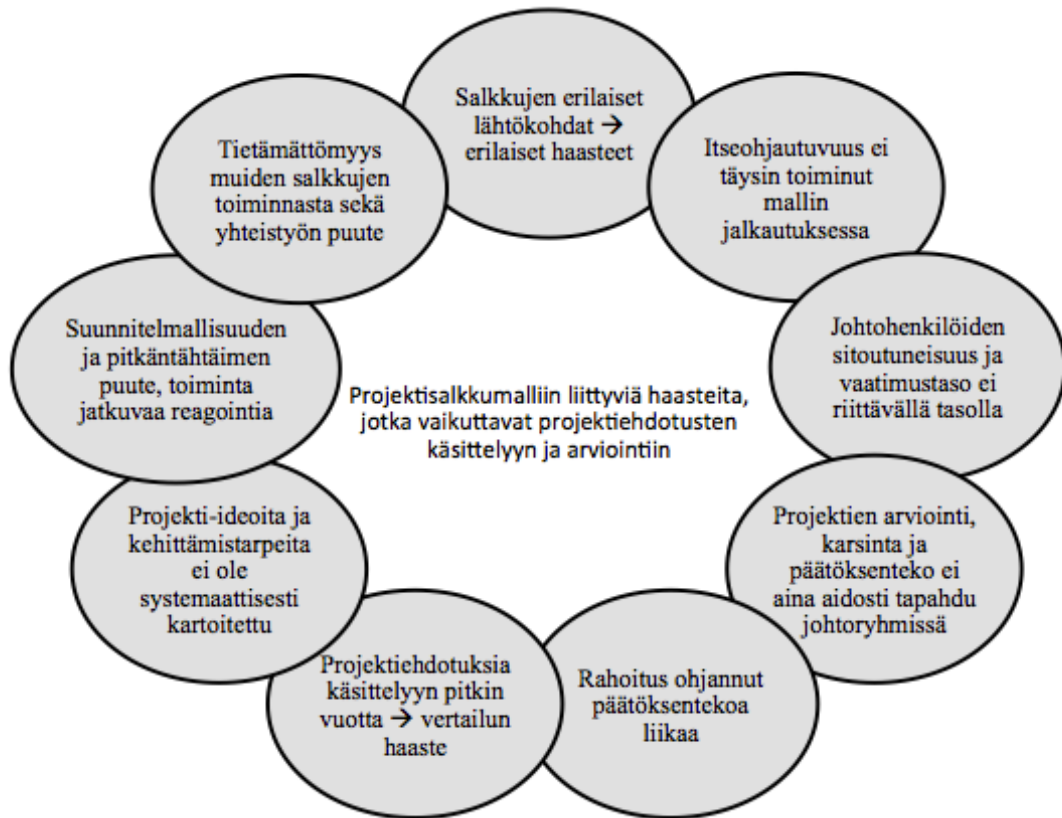 Salkkujen erilaiset
lähtökohdat → 
erilaiset haasteet
Itseohjautuvuus ei
täysin toiminut
mallin
jalkautuksessa
Johtohenkilöiden
sitoutuneisuus ja
vaatimustaso ei
riittävällä tasolla
Projektien arviointi,
karsinta ja
päätöksenteko ei
aina aidosti tapahdu
johtoryhmissä
Rahoitus ohjannut
päätöksentekoa
liikaa
Projektiehdotuksia
käsittelyyn pitkin
vuotta → vertailun
haaste
Projekti-ideoita ja
kehittämistarpeita
ei ole
systemaattisesti
kartoitettu
Suunnitelmallisuuden
ja pitkäntähtäimen
puute, toiminta
jatkuvaa reagointia
Tietämättömyys
muiden salkkujen
toiminnasta sekä
yhteistyön puute
Projektisalkkumalliin liittyviä haasteita,
jotka vaikuttavat projektiehdotusten
käsittelyyn ja arviointiin